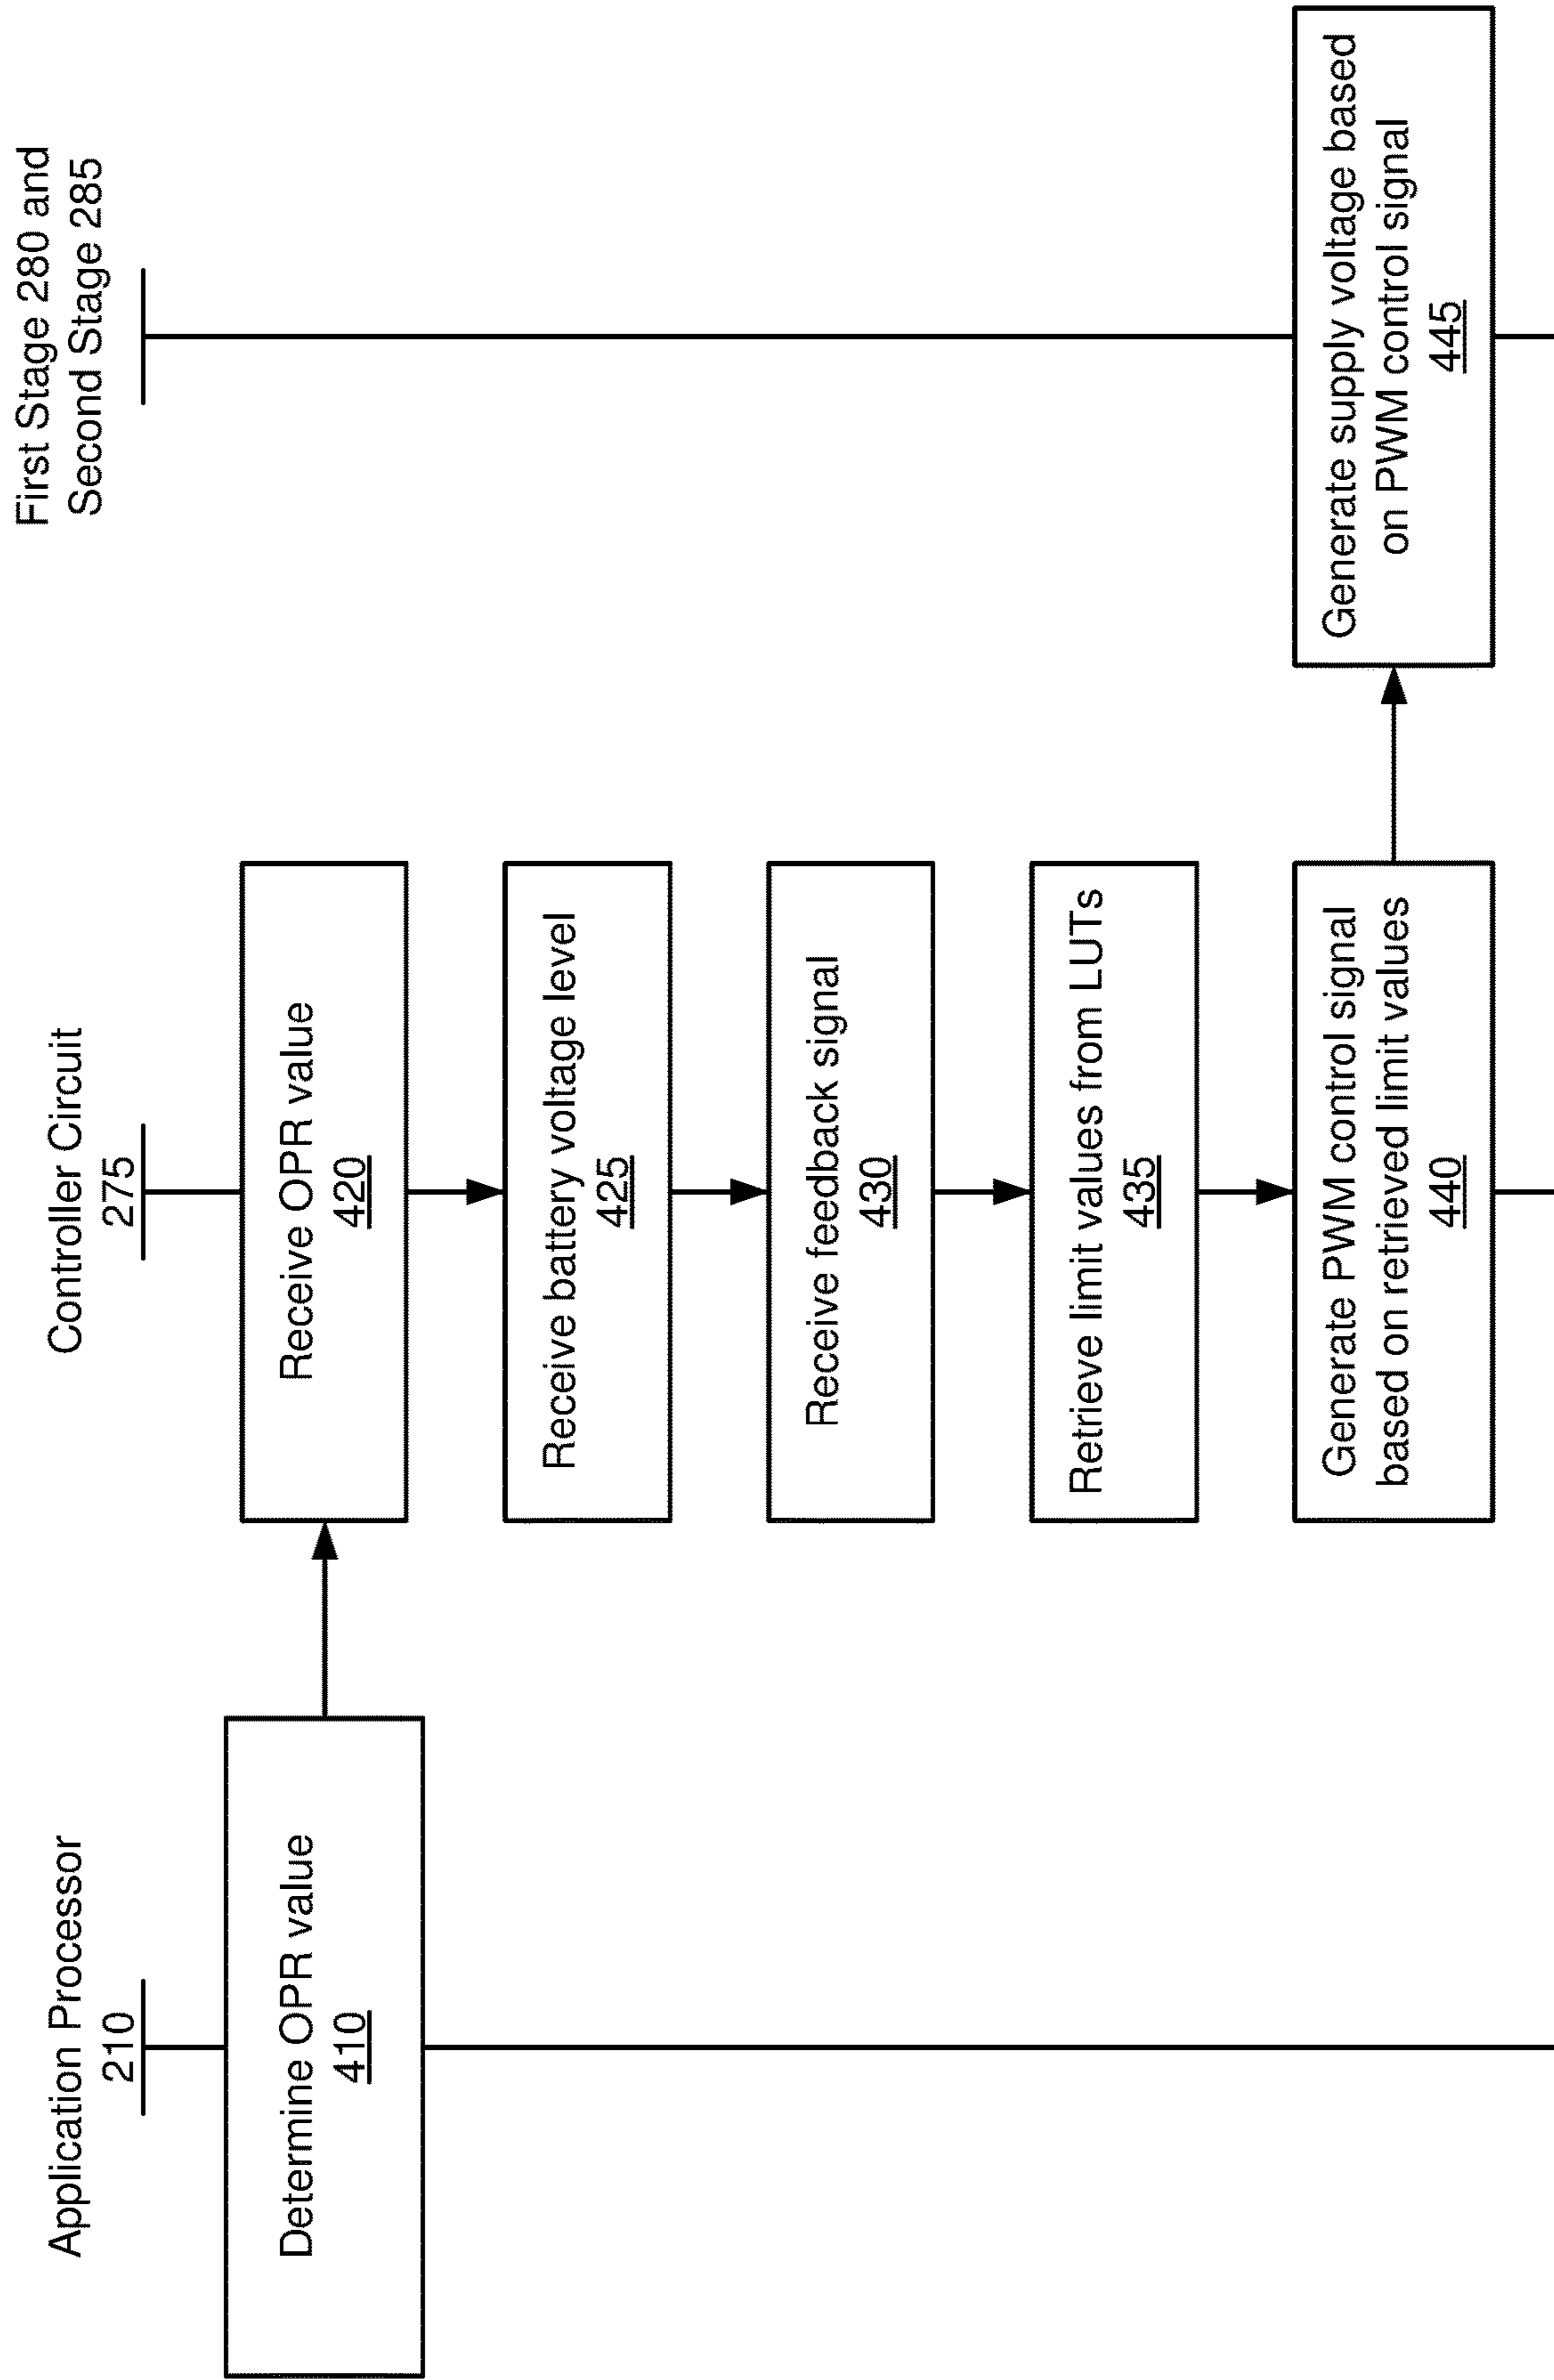 Application Processor
210
Controller Circuit
275
First Stage 280 and
Second Stage 285
Determine OPR value
410
Receive OPR value
420
Receive battery voltage level
425
Receive feedback signal
430
Retrieve limit values from LUTs
435
Generate PWM control signal
based on retrieved limit values
440
Generate supply voltage based
on PWM control signal
445